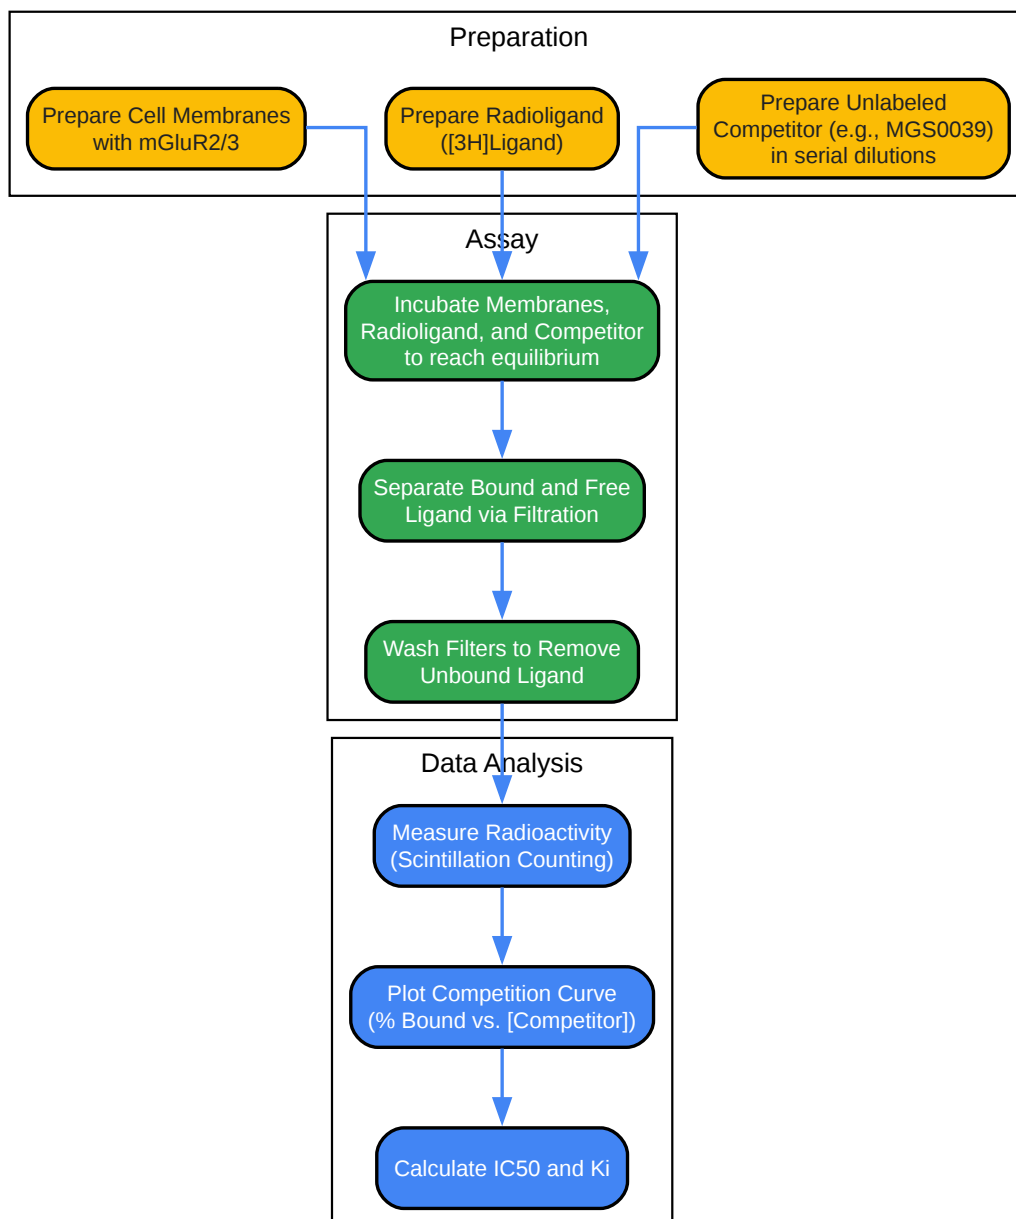 Preparation
Prepare Cell Membranes
with mGluR2/3
Prepare Radioligand
([3H]Ligand)
Prepare Unlabeled
Competitor (e.g., MGS0039)
in serial dilutions
Assay
Incubate Membranes,
Radioligand, and Competitor
to reach equilibrium
Separate Bound and Free
Ligand via Filtration
Wash Filters to Remove
Unbound Ligand
Data Analysis
Measure Radioactivity
(Scintillation Counting)
Plot Competition Curve
(% Bound vs. [Competitor])
Calculate IC50 and Ki